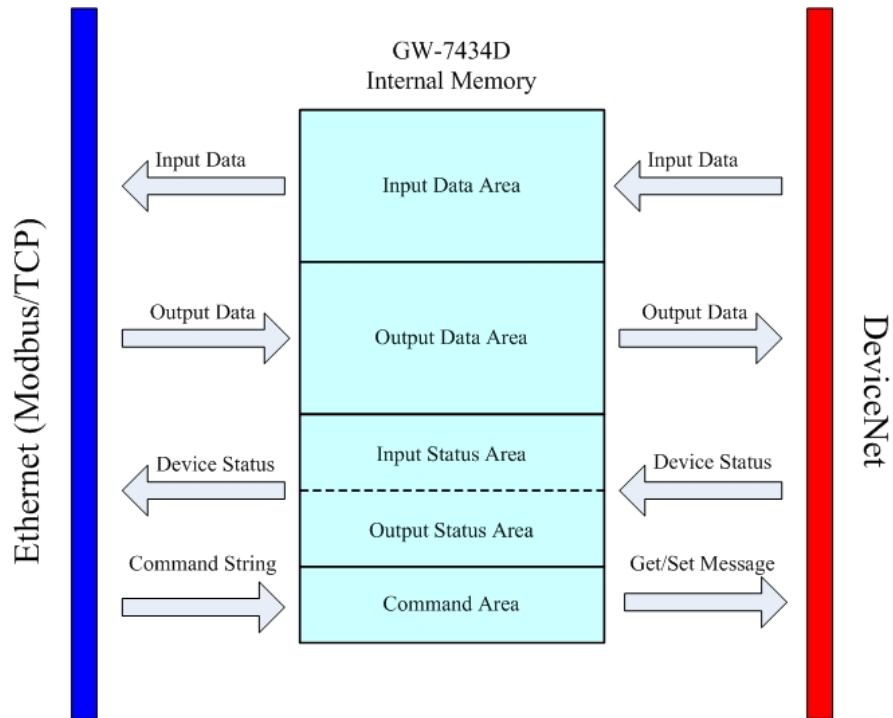 GW-7434D
Internal Memory
Ethernet (Modbus/TCP)
DeviceNet
Input Data
Input Data Area
Input Data
Output Data
Output Data Area
Output Data
Device Status
Input Status Area
Device Status
Output Status Area
Command String
Command Area
Get/Set Message